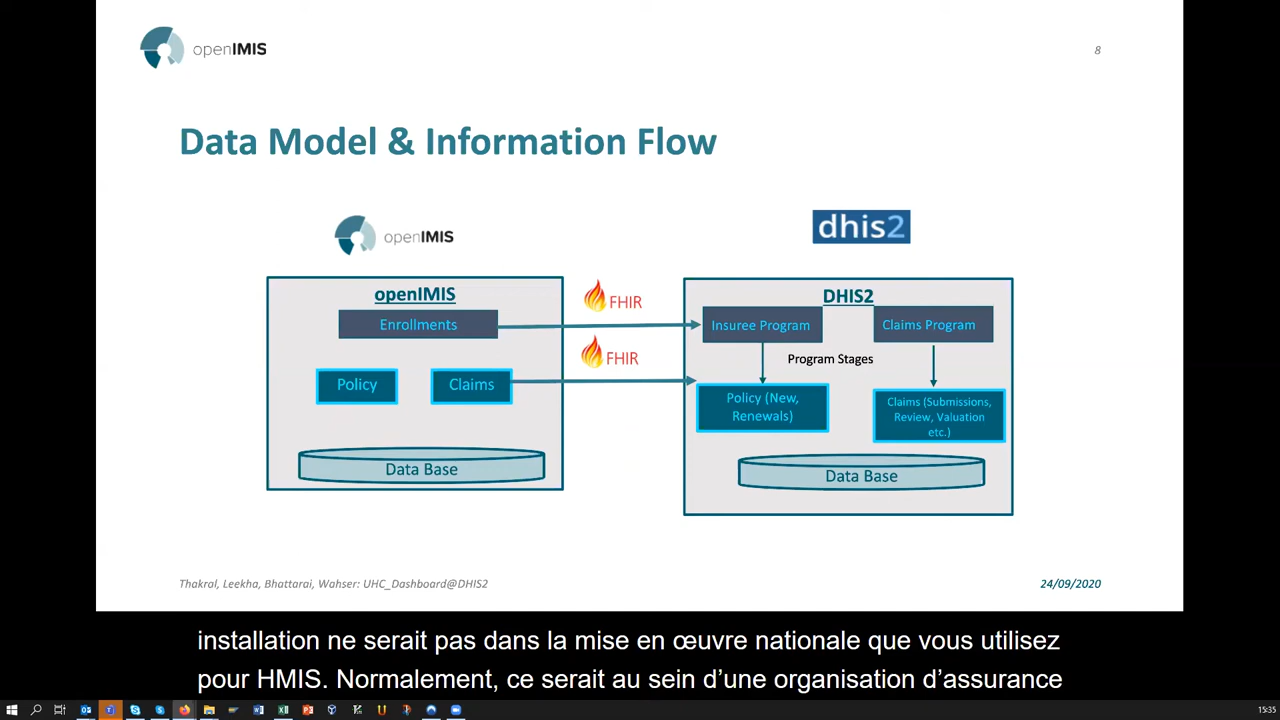 openIMIS
8
Data Model & Information Flow
openIMIS
dhis2
openIMIS
Enrollments
Policy
Claims
Data Base
FHIR
FHIR
DHIS2
Insuree Program
Claims Program
Program Stages
Policy (New,
Renewals)
Claims (Submissions,
Review, Valuation
etc.)
Data Base
Thakral, Leekha, Bhattarai, Wahser: UHC_Dashboard@DHIS2
24/09/2020
installation ne serait pas dans la mise en œuvre nationale que vous utilisez
pour HMIS. Normalement, ce serait au sein d’une organisation d’assurance
15:35